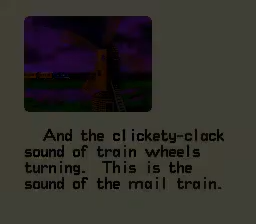 And the clickety-clack
sound of train wheels
turning. This is the
sound of the mail train.